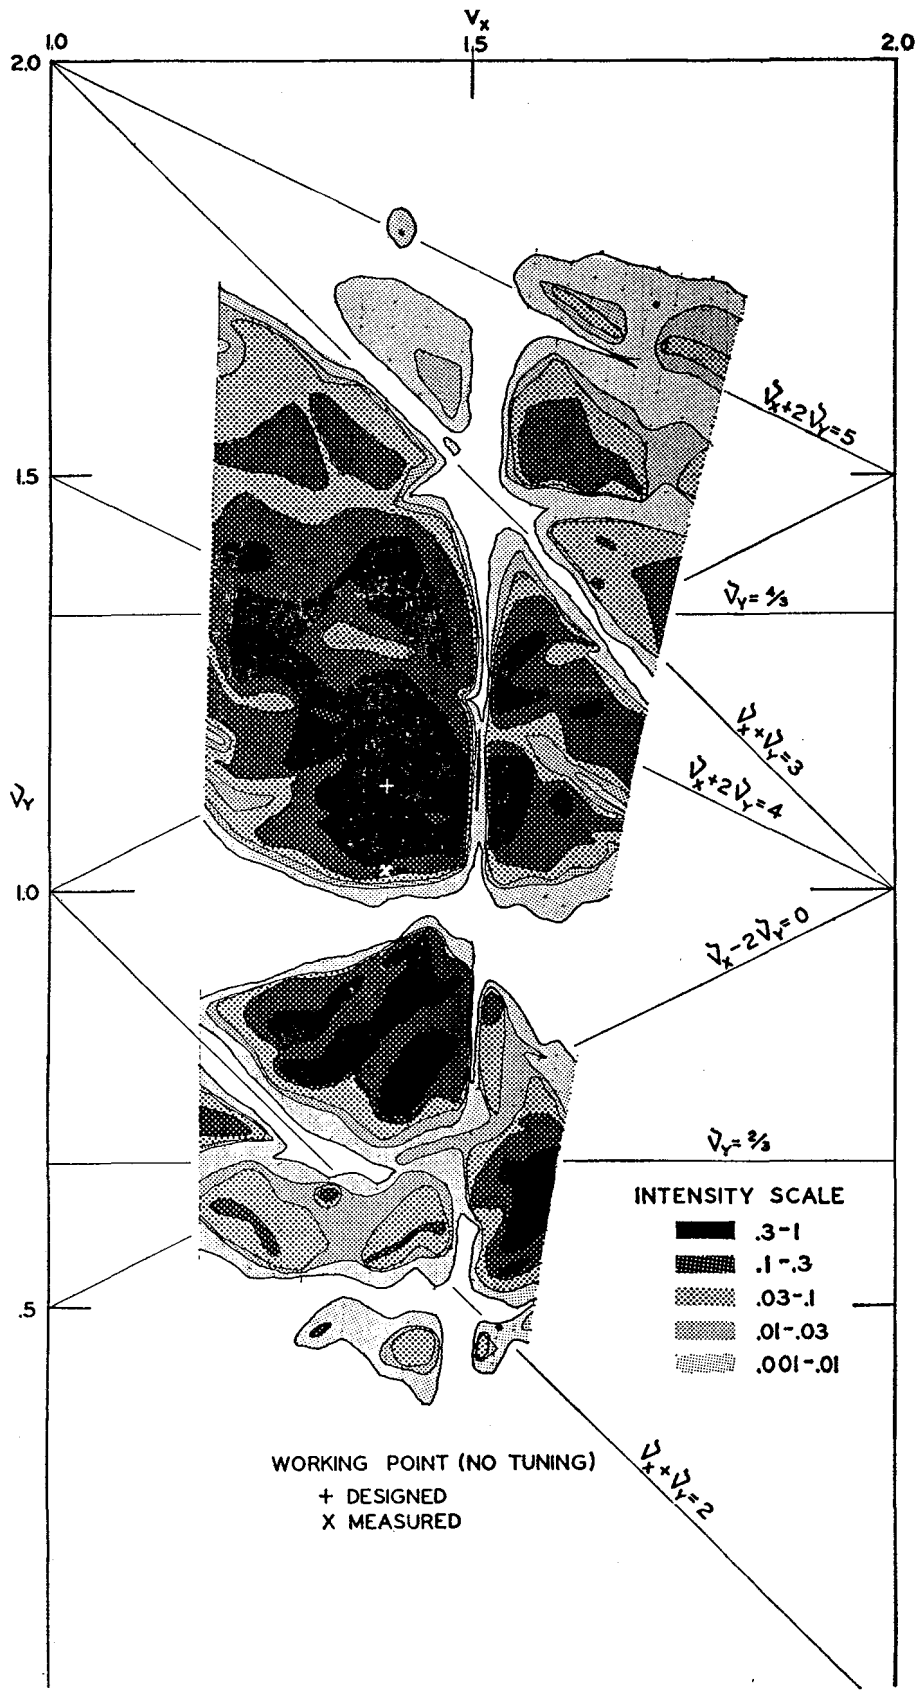 νx
1.0 1.5 2.0
2.0
νx+2νy=5
1.5
νy=4/3
νx+νy=3
νx+2νy=4
νy
1.0
νx-2νy=0
νy=2/3
INTENSITY SCALE
.3-1
.1-.3
.03-.1
.01-.03
.001-.01
.5
νx+νy=2
WORKING POINT (NO TUNING)
+ DESIGNED
X MEASURED